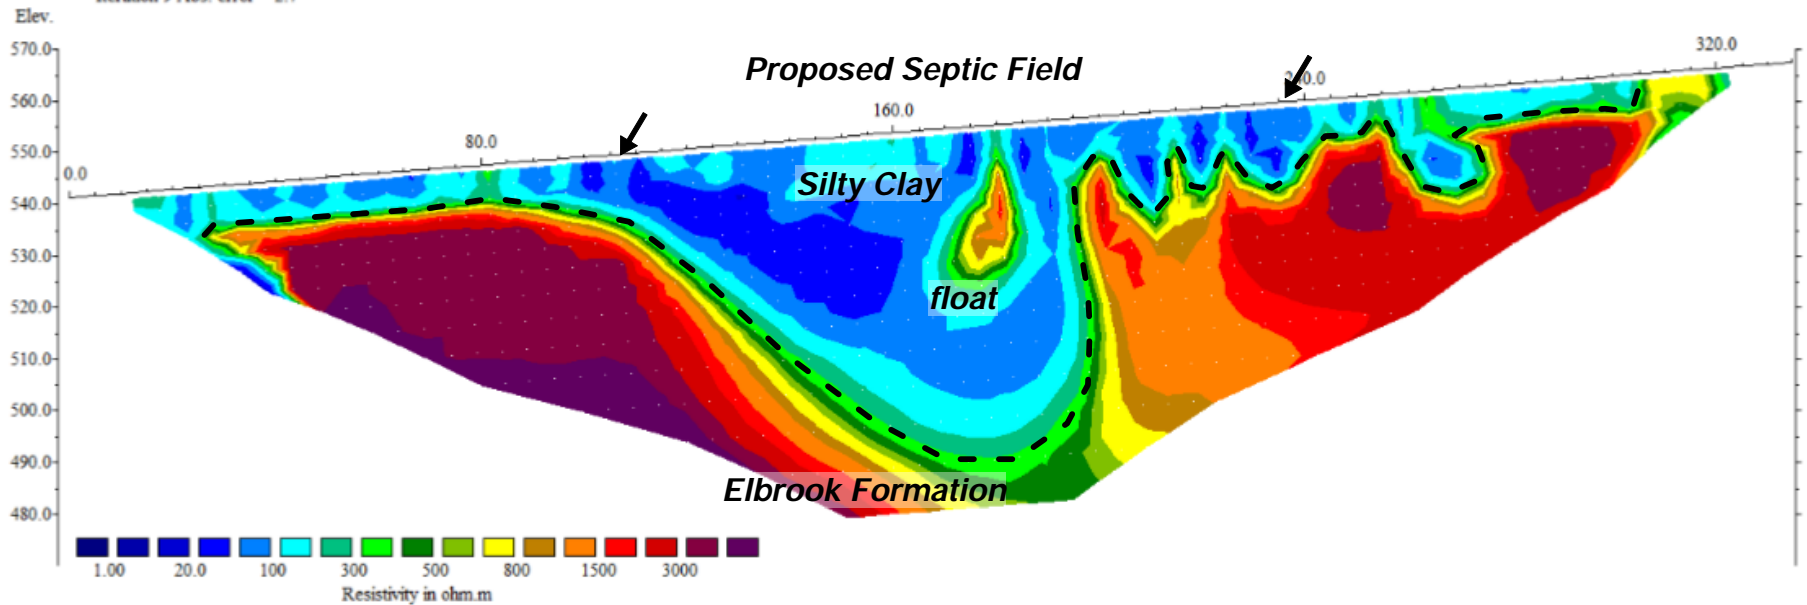 Elev.
570.0
320.0
Proposed Septic Field
560.0
160.0
550.0
80.0
0.0
Silty Clay
540.0
530.0
float
520.0
510.0
500.0
490.0
Elbrook Formation
480.0
1.00 20.0 100 300 500 800 1500 3000
Resistivity in ohm.m